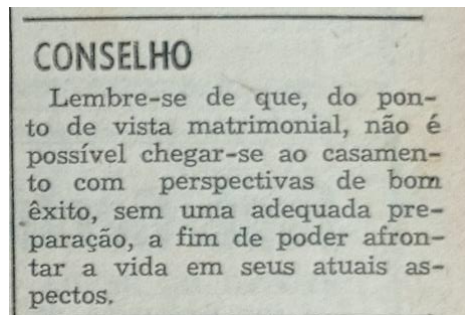 CONSELHO
Lembre-se de que, do pon-
to de vista matrimonial, não é
possível chegar-se ao casamen-
to com perspectivas de bom
êxito, sem uma adequada pre-
paração, a fim de poder afron-
tar a vida em seus atuais as-
pectos.